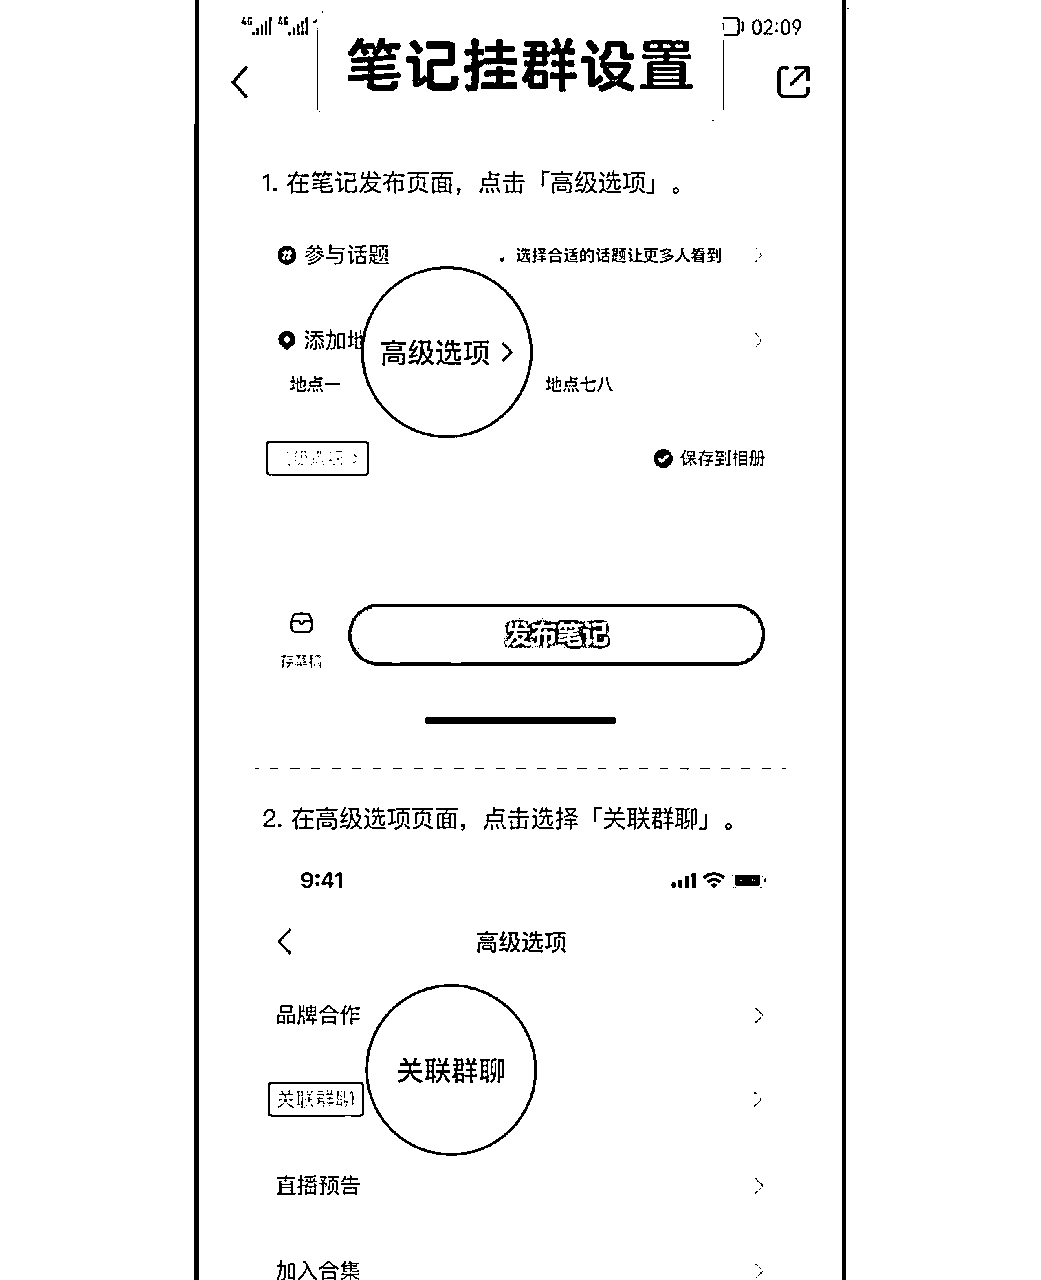 4G 4G 02:09
笔记挂群设置
1. 在笔记发布页面，点击「高级选项」。
参与话题 选择合适的话题让更多人看到
添加地
高级选项
地点一 地点七八
保存到相册
发布笔记
存草稿
2. 在高级选项页面，点击选择「关联群聊」。
9:41
高级选项
品牌合作
关联群聊
关联群聊
直播预告
加入合集